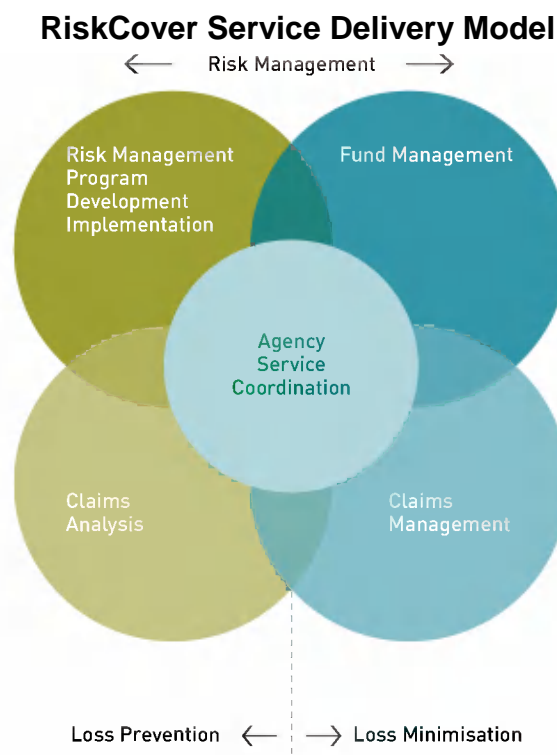 RiskCover Service Delivery Model
Risk Management
Risk Management
Program
Development
Implementation
Fund Management
Agency
Service
Coordination
Claims
Analysis
Claims
Management
Loss Prevention
Loss Minimisation